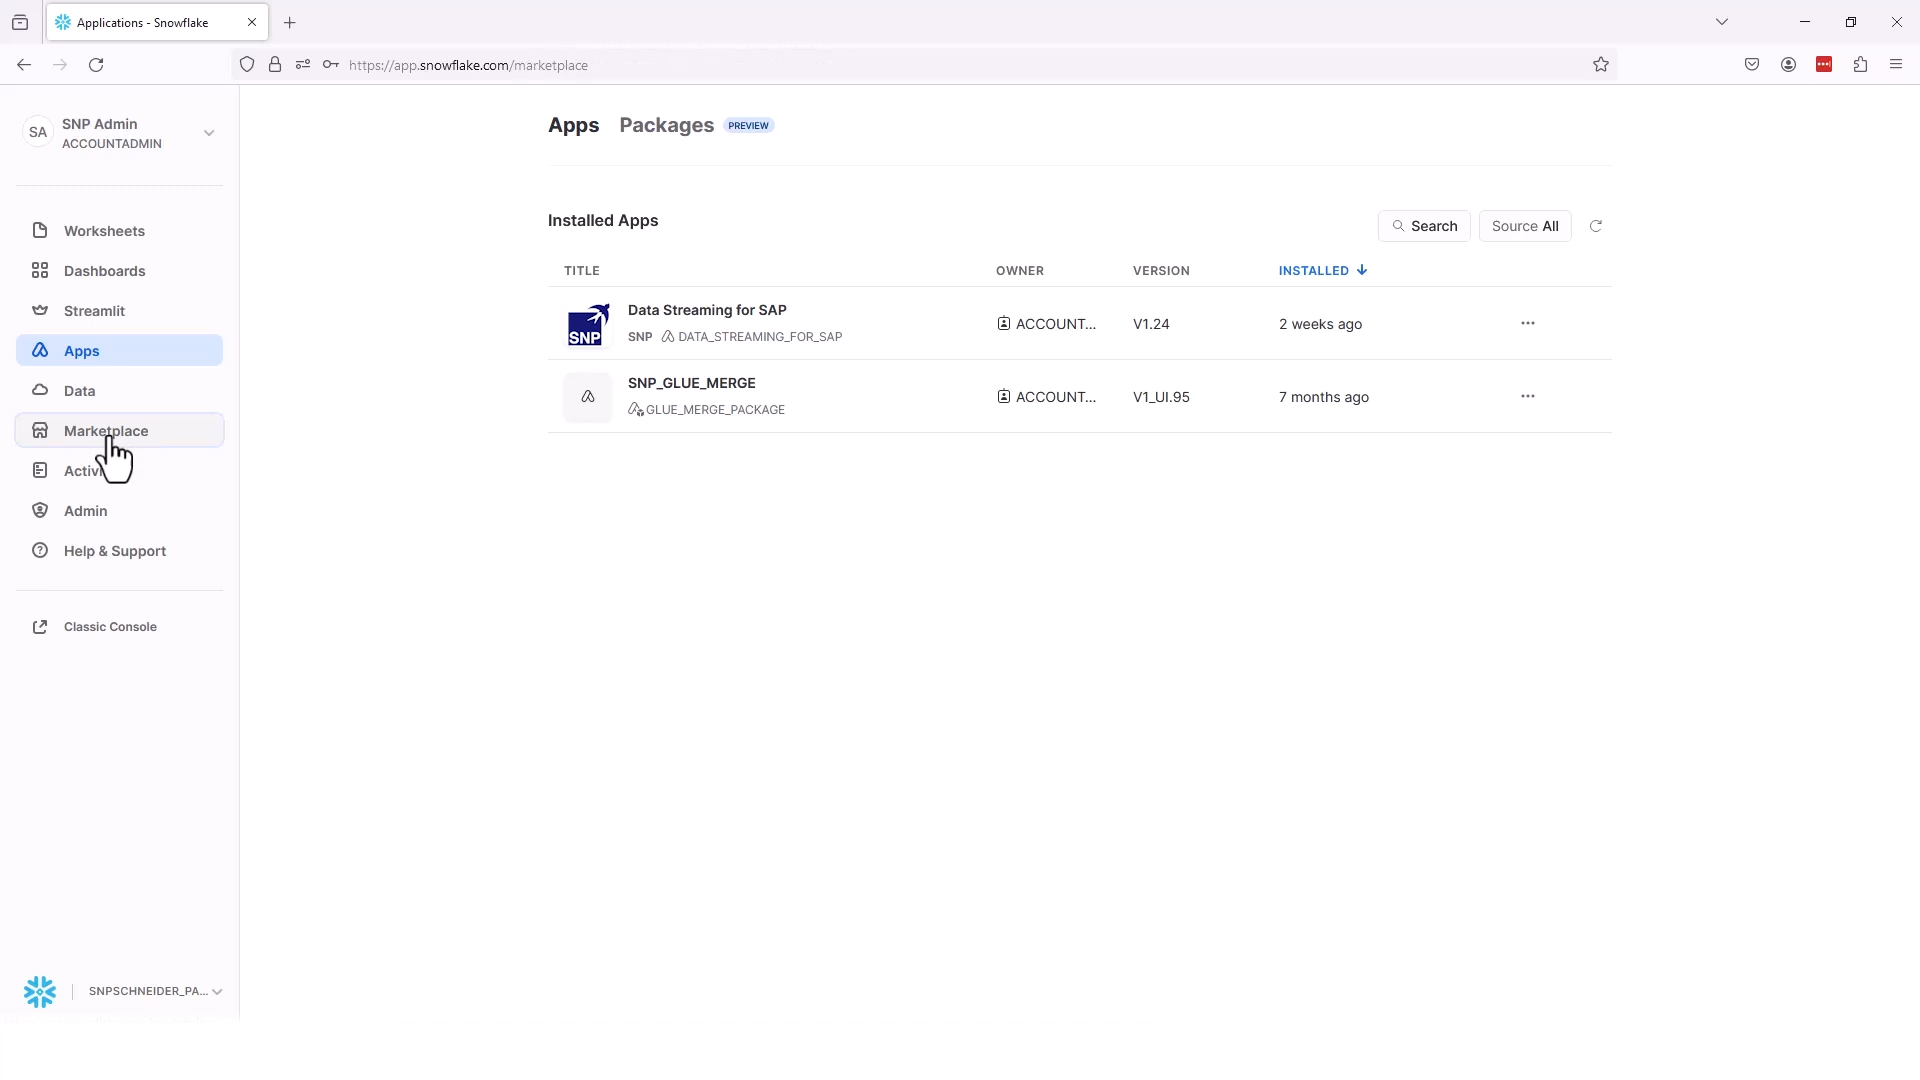 Applications - Snowflake
https://app.snowflake.com/marketplace
SA
SNP Admin
ACCOUNTADMIN
Worksheets
Dashboards
Streamlit
Apps
Data
Marketplace
Activi
Admin
Help & Support
Classic Console
SNPSCHNEIDER_PA...
Apps Packages PREVIEW
Installed Apps
Search
Source All
TITLE OWNER VERSION INSTALLED
SNP
Data Streaming for SAP
SNP DATA_STREAMING_FOR_SAP
ACCOUNT... V1.24 2 weeks ago
SNP_GLUE_MERGE
GLUE_MERGE_PACKAGE
ACCOUNT... V1_UI.95 7 months ago